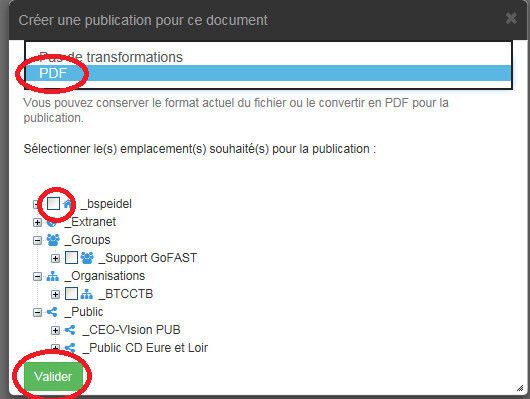 Créer une publication pour ce document
Pas de transformations
PDF
Vous pouvez conserver le format actuel du fichier ou le convertir en PDF pour la
publication.
Sélectionner le(s) emplacement(s) souhaité(s) pour la publication :
_bspeidel
_Extranet
_Groups
_Support GoFAST
_Organisations
_BTCCTB
_Public
_CEO-VIsion PUB
_Public CD Eure et Loir
Valider